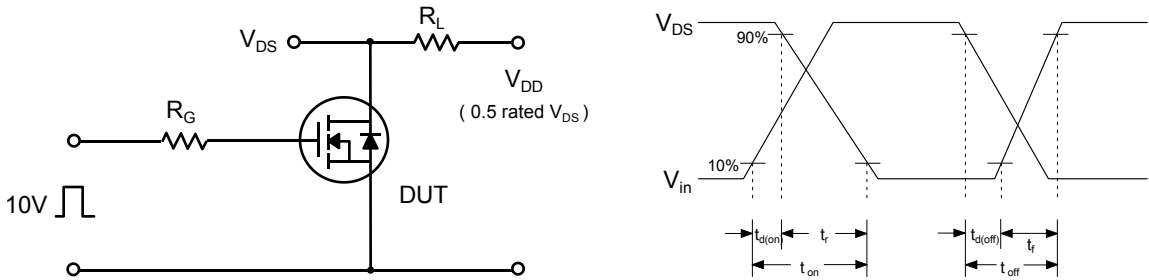 R_L
V_DS
V_DD
( 0.5 rated V_DS )
R_G
10V
DUT
V_DS
90%
10%
V_in
t_d(on)
t_r
t_on
t_d(off)
t_f
t_off